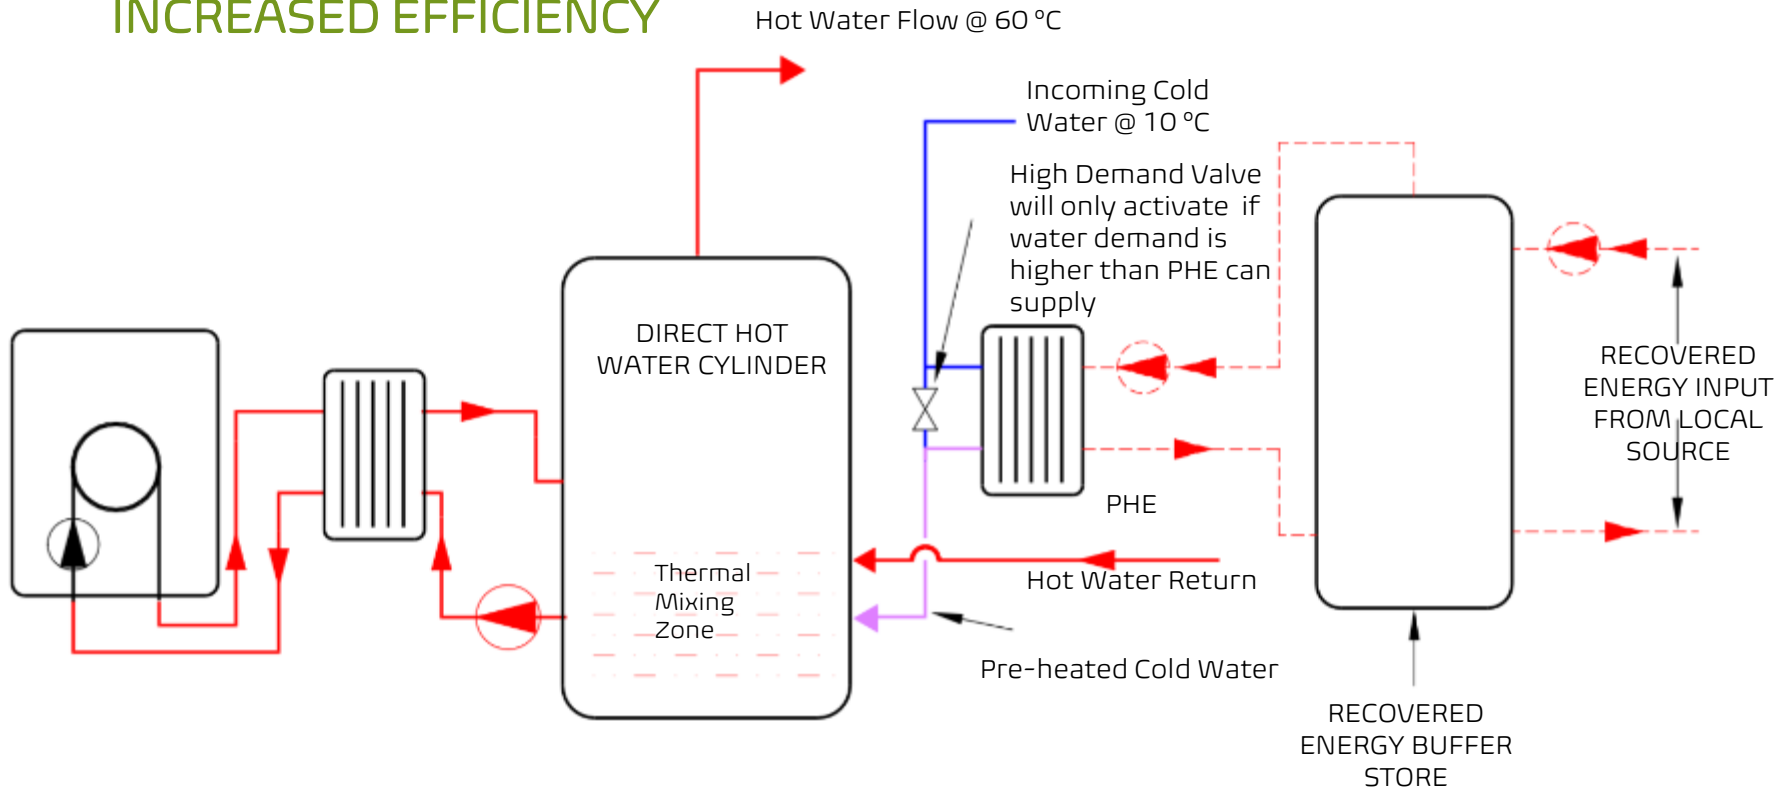 INCREASED EFFICIENCY
Hot Water Flow @ 60 ºC
Incoming Cold
Water @ 10 ºC
High Demand Valve
will only activate if
water demand is
higher than PHE can
supply
DIRECT HOT
WATER CYLINDER
RECOVERED
ENERGY INPUT
FROM LOCAL
SOURCE
PHE
Thermal
Mixing
Zone
Hot Water Return
Pre-heated Cold Water
RECOVERED
ENERGY BUFFER
STORE